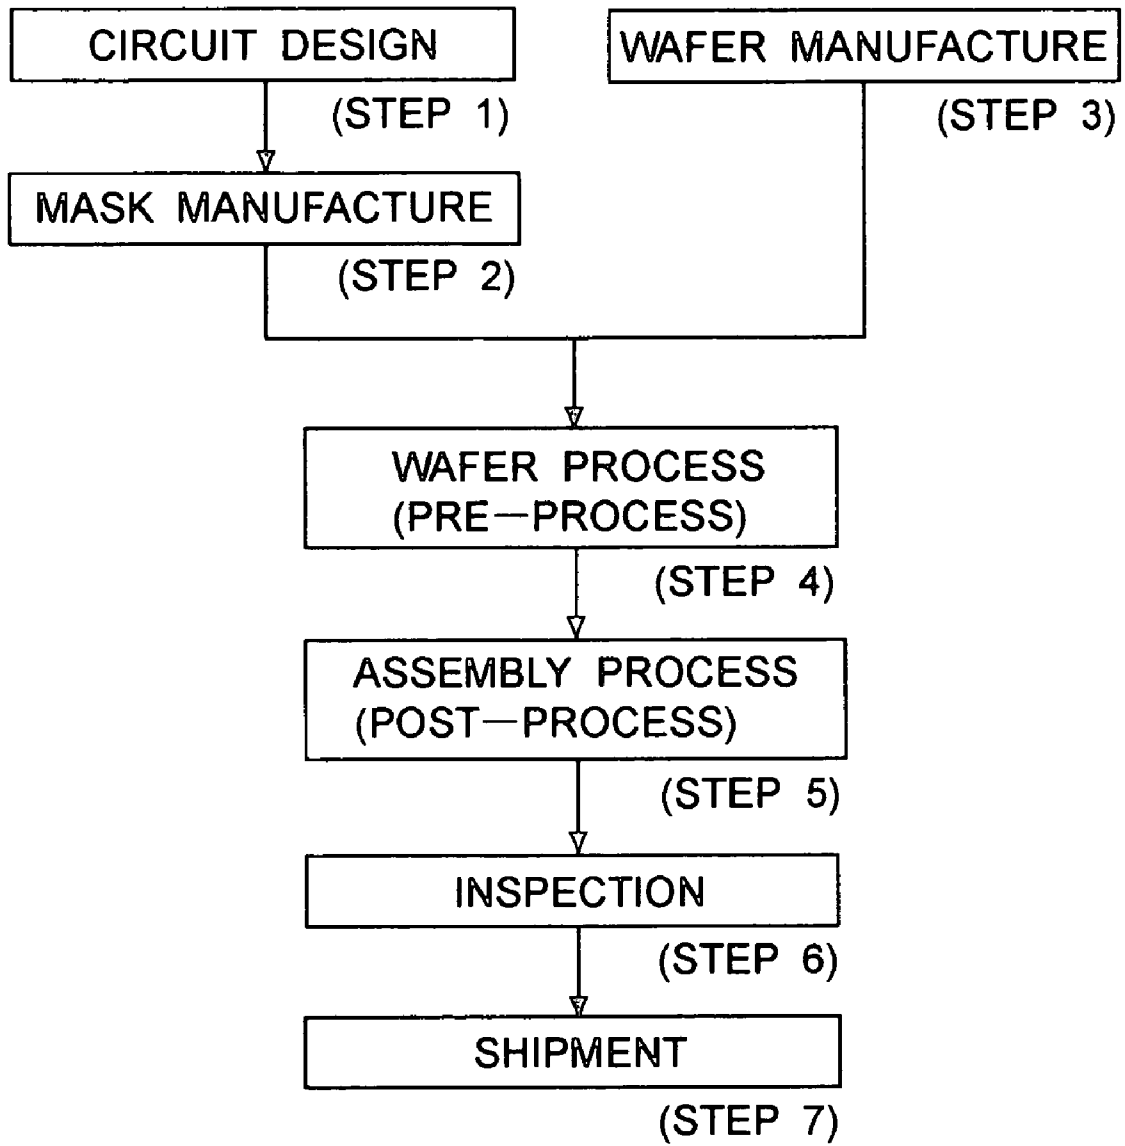 CIRCUIT DESIGN
(STEP 1)
MASK MANUFACTURE
(STEP 2)
WAFER MANUFACTURE
(STEP 3)
WAFER PROCESS
(PRE—PROCESS)
(STEP 4)
ASSEMBLY PROCESS
(POST—PROCESS)
(STEP 5)
INSPECTION
(STEP 6)
SHIPMENT
(STEP 7)